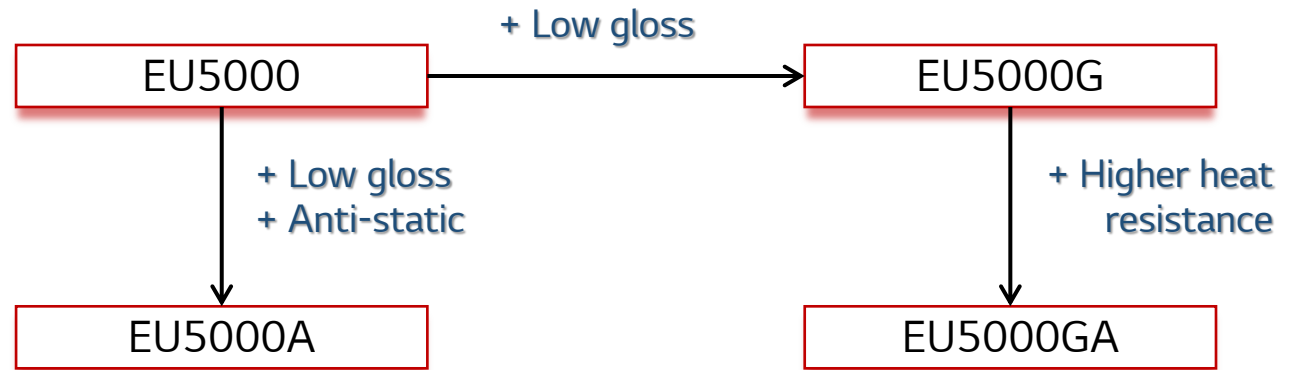 + Low gloss
EU5000
EU5000G
+ Low gloss
+ Anti-static
+ Higher heat
resistance
EU5000A
EU5000GA